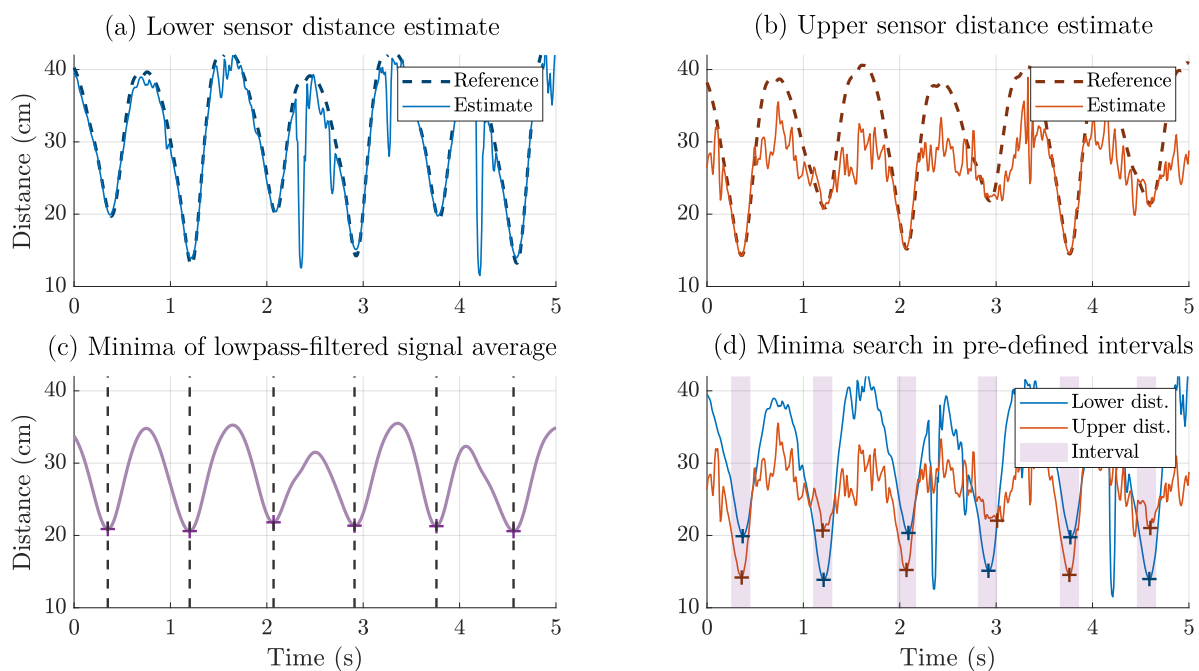 (a) Lower sensor distance estimate
Distance (cm)
40
30
20
10
0 1 2 3 4 5
Reference
Estimate
(b) Upper sensor distance estimate
40
30
20
10
0 1 2 3 4 5
Reference
Estimate
(c) Minima of lowpass-filtered signal average
Distance (cm)
40
30
20
10
0 1 2 3 4 5
Time (s)
(d) Minima search in pre-defined intervals
40
30
20
10
0 1 2 3 4 5
Time (s)
Lower dist.
Upper dist.
Interval